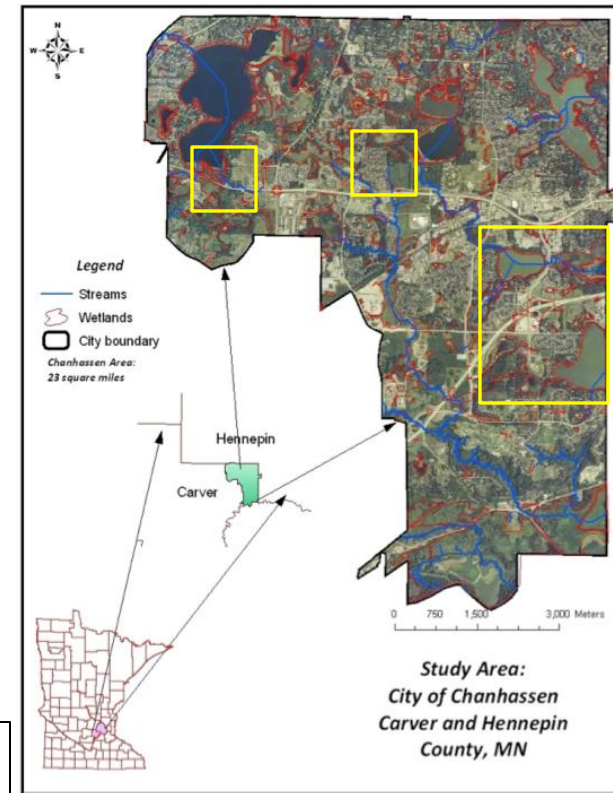 N
W E
S
Legend
Streams
Wetlands
City boundary
Chanhassen Area:
23 square miles
Hennepin
Carver
0 750 1,500 3,000 Meters
Study Area:
City of Chanhassen
Carver and Hennepin
County, MN